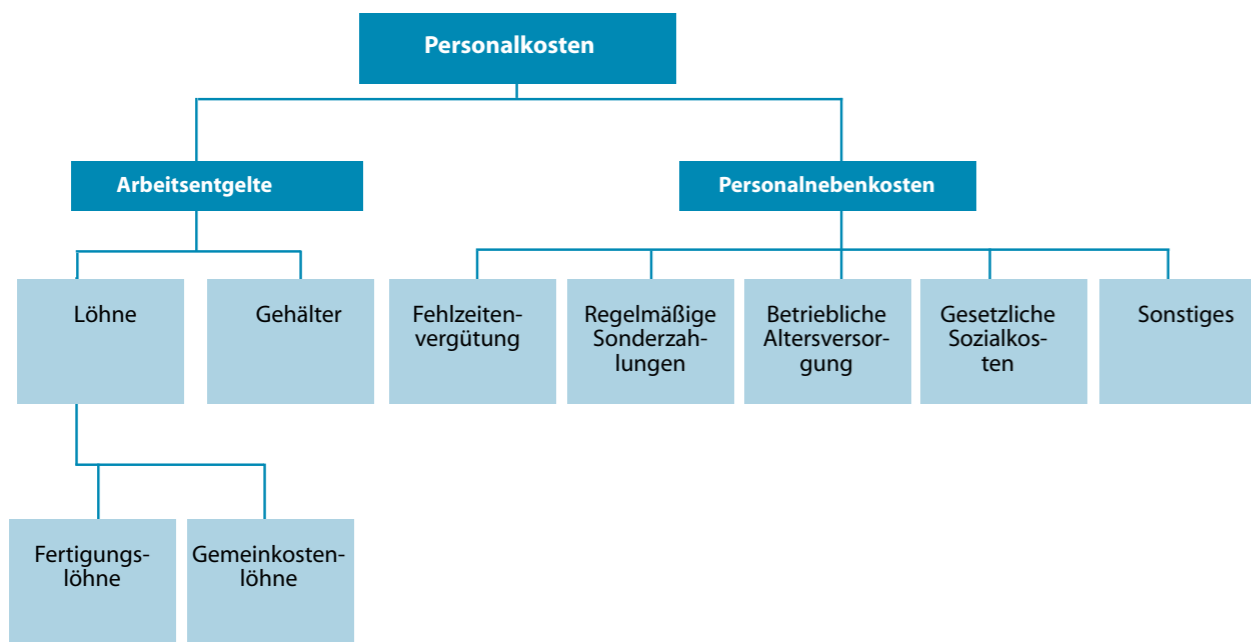 Personalkosten
Arbeitsentgelte
Personalnebenkosten
Löhne
Gehälter
Fehlzeiten-
vergütung
Regelmäßige
Sonderzah-
lungen
Betriebliche
Altersversor-
gung
Gesetzliche
Sozialkos-
ten
Sonstiges
Fertigungs-
löhne
Gemeinkosten-
löhne